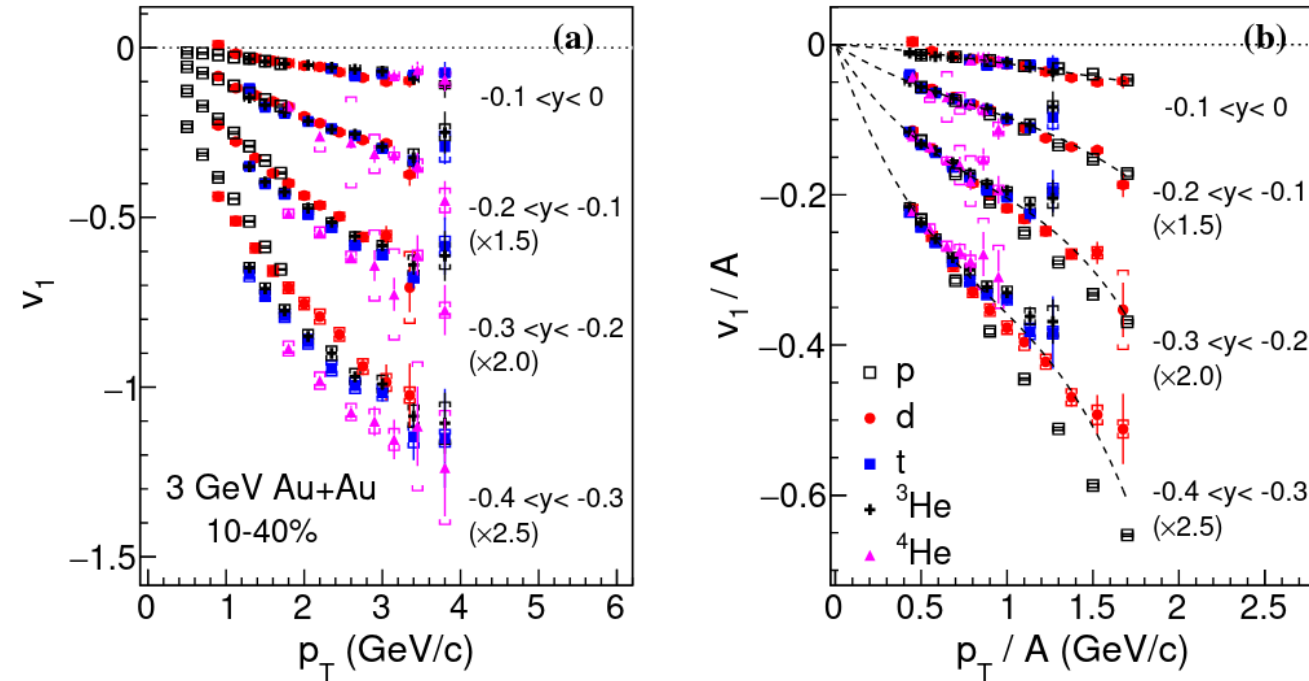 (a)
0
−0.5
−1
−1.5
v₁
-0.1 <y< 0
-0.2 <y< -0.1
(×1.5)
-0.3 <y< -0.2
(×2.0)
-0.4 <y< -0.3
(×2.5)
3 GeV Au+Au
10-40%
0 1 2 3 4 5 6
p_T (GeV/c)
(b)
0
−0.2
−0.4
−0.6
v₁ / A
-0.1 <y< 0
-0.2 <y< -0.1
(×1.5)
-0.3 <y< -0.2
(×2.0)
-0.4 <y< -0.3
(×2.5)
p
d
t
³He
⁴He
0 0.5 1 1.5 2 2.5
p_T / A (GeV/c)